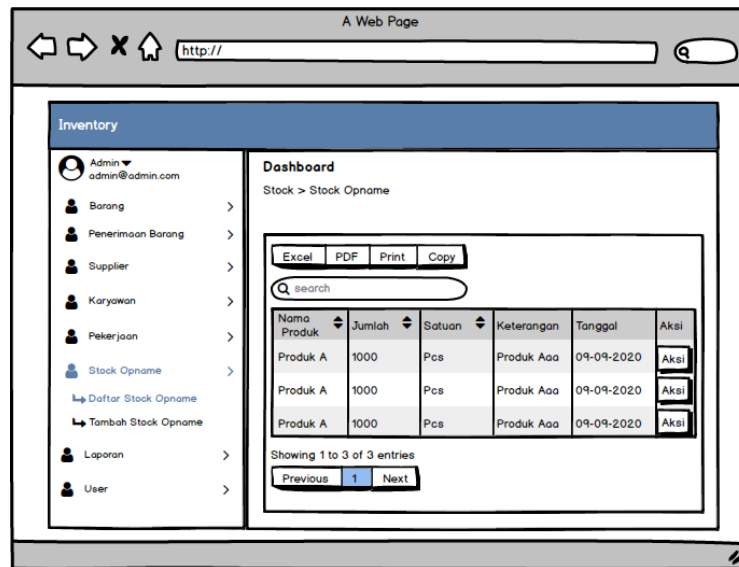 A Web Page
http://
Inventory
Admin
admin@admin.com
Barang
Penerimaan Barang
Supplier
Karyawan
Pekerjaan
Stock Opname
Daftar Stock Opname
Tambah Stock Opname
Laporan
User
Dashboard
Stock > Stock Opname
Excel PDF Print Copy
search
Nama Produk Jumlah Satuan Keterangan Tanggal Aksi
Produk A 1000 Pcs Produk Aaa 09-09-2020 Aksi
Produk A 1000 Pcs Produk Aaa 09-09-2020 Aksi
Produk A 1000 Pcs Produk Aaa 09-09-2020 Aksi
Showing 1 to 3 of 3 entries
Previous 1 Next